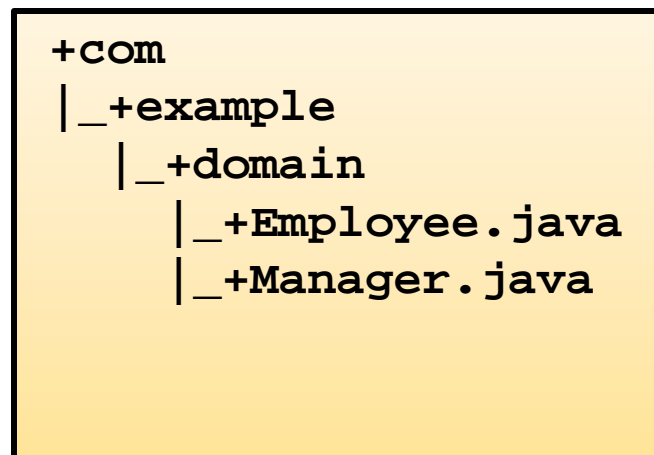 +com
|_+example
|_+domain
|_+Employee.java
|_+Manager.java